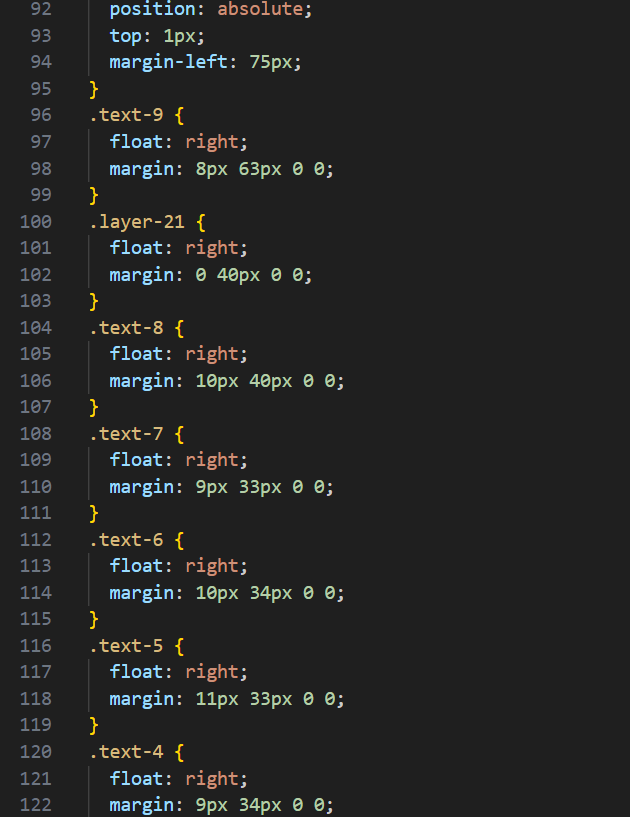 92 position: absolute;
93 top: 1px;
94 margin-left: 75px;
95 }
96 .text-9 {
97 float: right;
98 margin: 8px 63px 0 0;
99 }
100 .layer-21 {
101 float: right;
102 margin: 0 40px 0 0;
103 }
104 .text-8 {
105 float: right;
106 margin: 10px 40px 0 0;
107 }
108 .text-7 {
109 float: right;
110 margin: 9px 33px 0 0;
111 }
112 .text-6 {
113 float: right;
114 margin: 10px 34px 0 0;
115 }
116 .text-5 {
117 float: right;
118 margin: 11px 33px 0 0;
119 }
120 .text-4 {
121 float: right;
122 margin: 9px 34px 0 0;